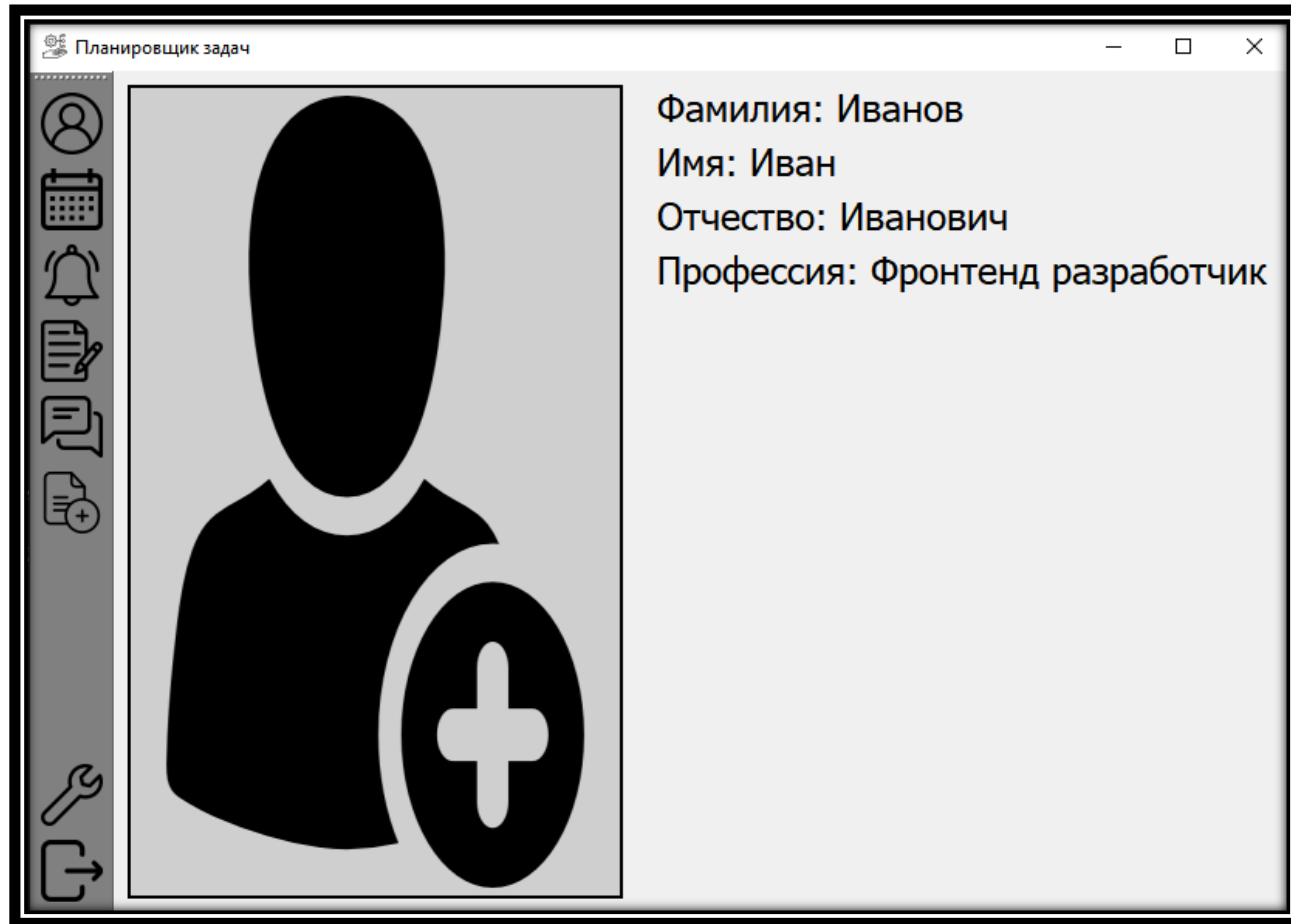 Планировщик задач
Фамилия: Иванов
Имя: Иван
Отчество: Иванович
Профессия: Фронтенд разработчик